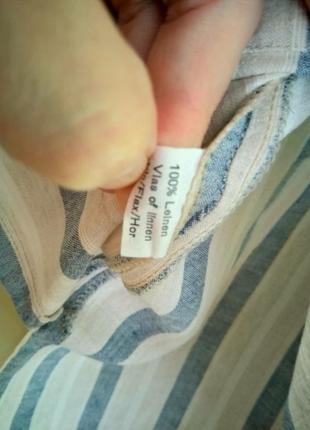 100% Leinen
Vlas of linnen
/Flax/Hor